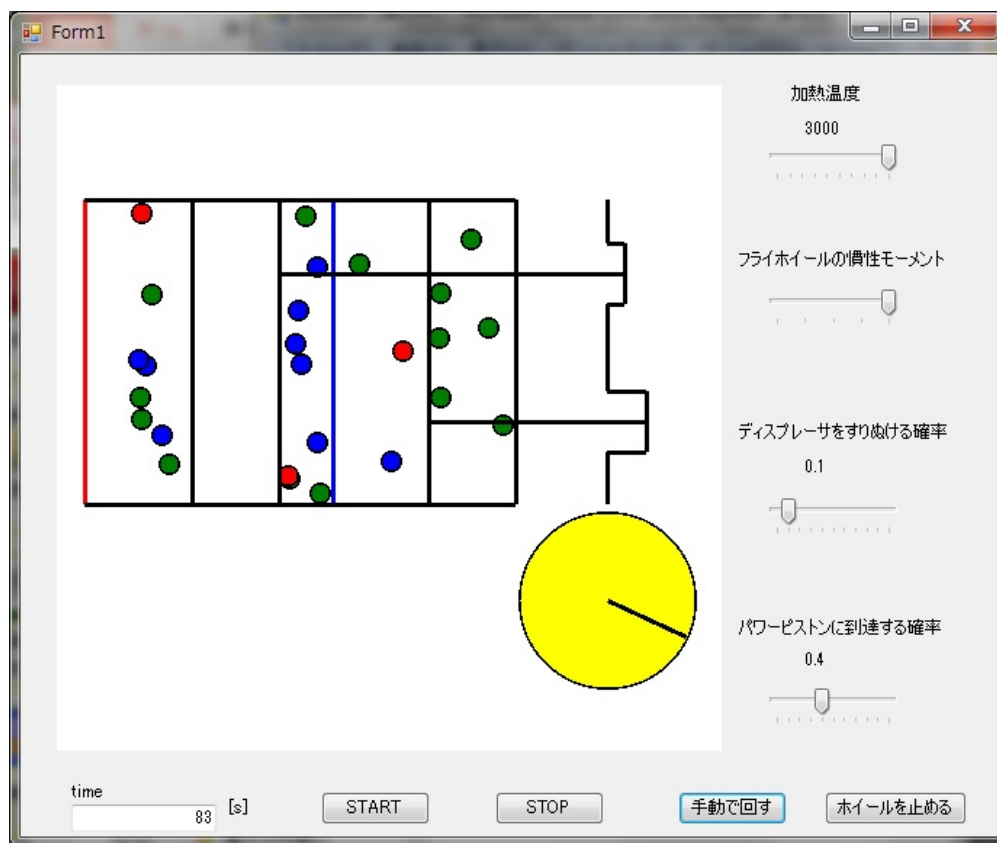 Form1
加熱温度
3000
フライホイールの慣性モーメント
ディスプレーサをすりぬける確率
0.1
パワーピストンに到達する確率
0.4
time
83 [s]
START
STOP
手動で回す
ホイールを止める